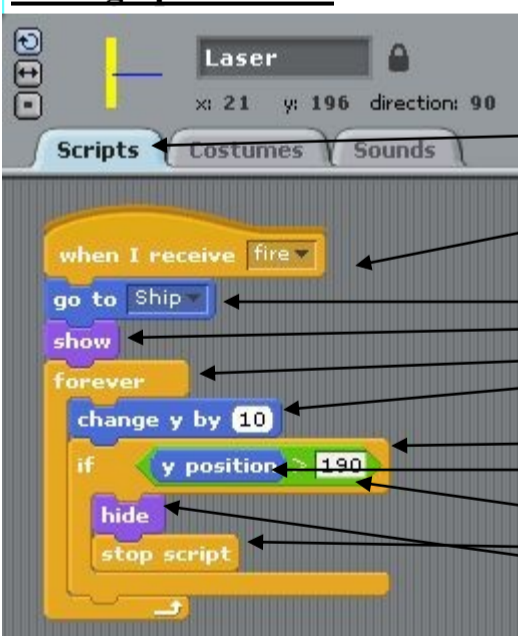 Laser
x: 21 y: 196 direction: 90
Scripts Costumes Sounds
when I receive fire
go to Ship
show
forever
change y by 10
if y position > 190
hide
stop script